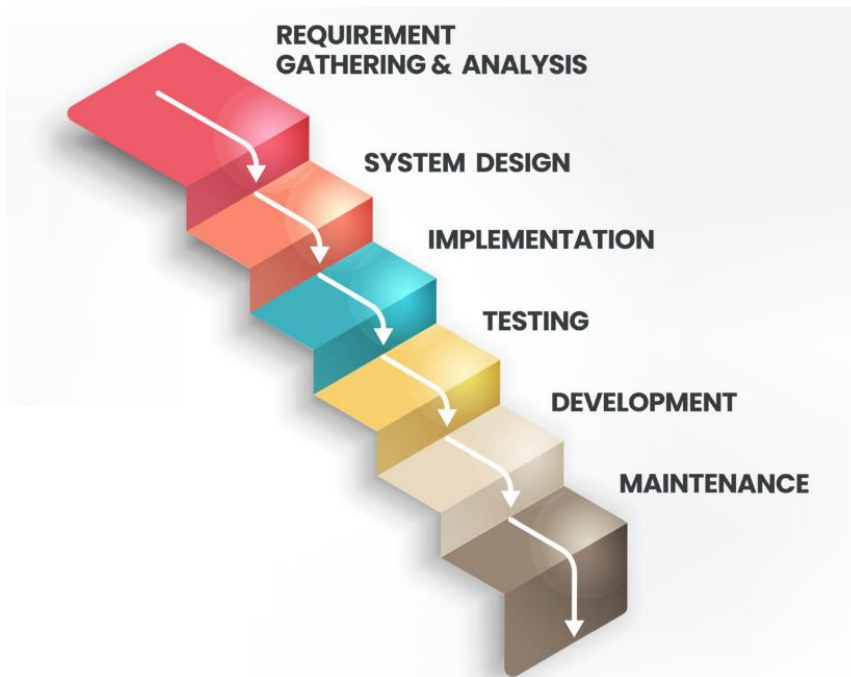 REQUIREMENT
GATHERING & ANALYSIS
SYSTEM DESIGN
IMPLEMENTATION
TESTING
DEVELOPMENT
MAINTENANCE